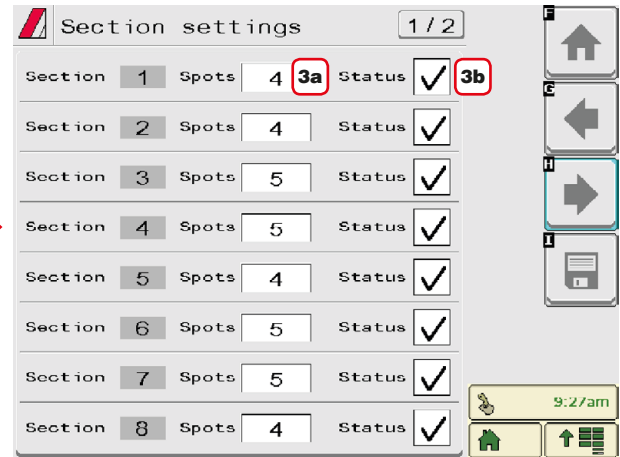 Section settings 1/2
F
Section 1 Spots 4 3a Status 3b
G
Section 2 Spots 4 Status
Section 3 Spots 5 Status
H
Section 4 Spots 5 Status
I
Section 5 Spots 4 Status
Section 6 Spots 5 Status
Section 7 Spots 5 Status
9:27am
Section 8 Spots 4 Status